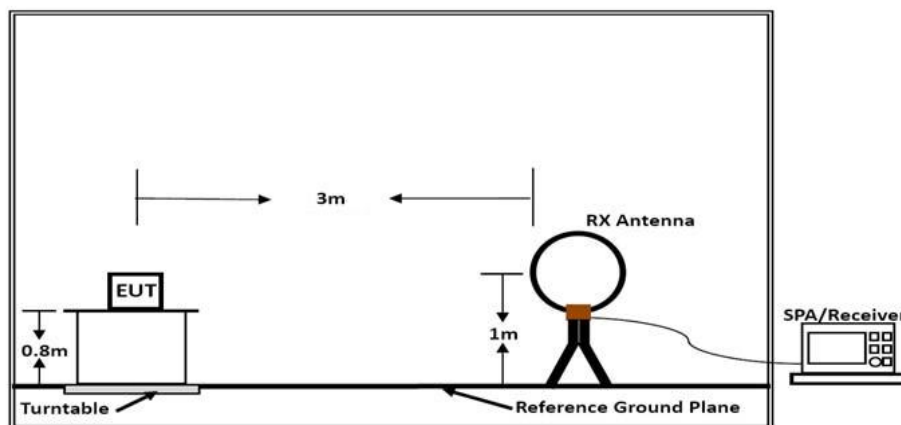 3m
RX Antenna
EUT
0.8m
1m
SPA/Receiver
Turntable
Reference Ground Plane